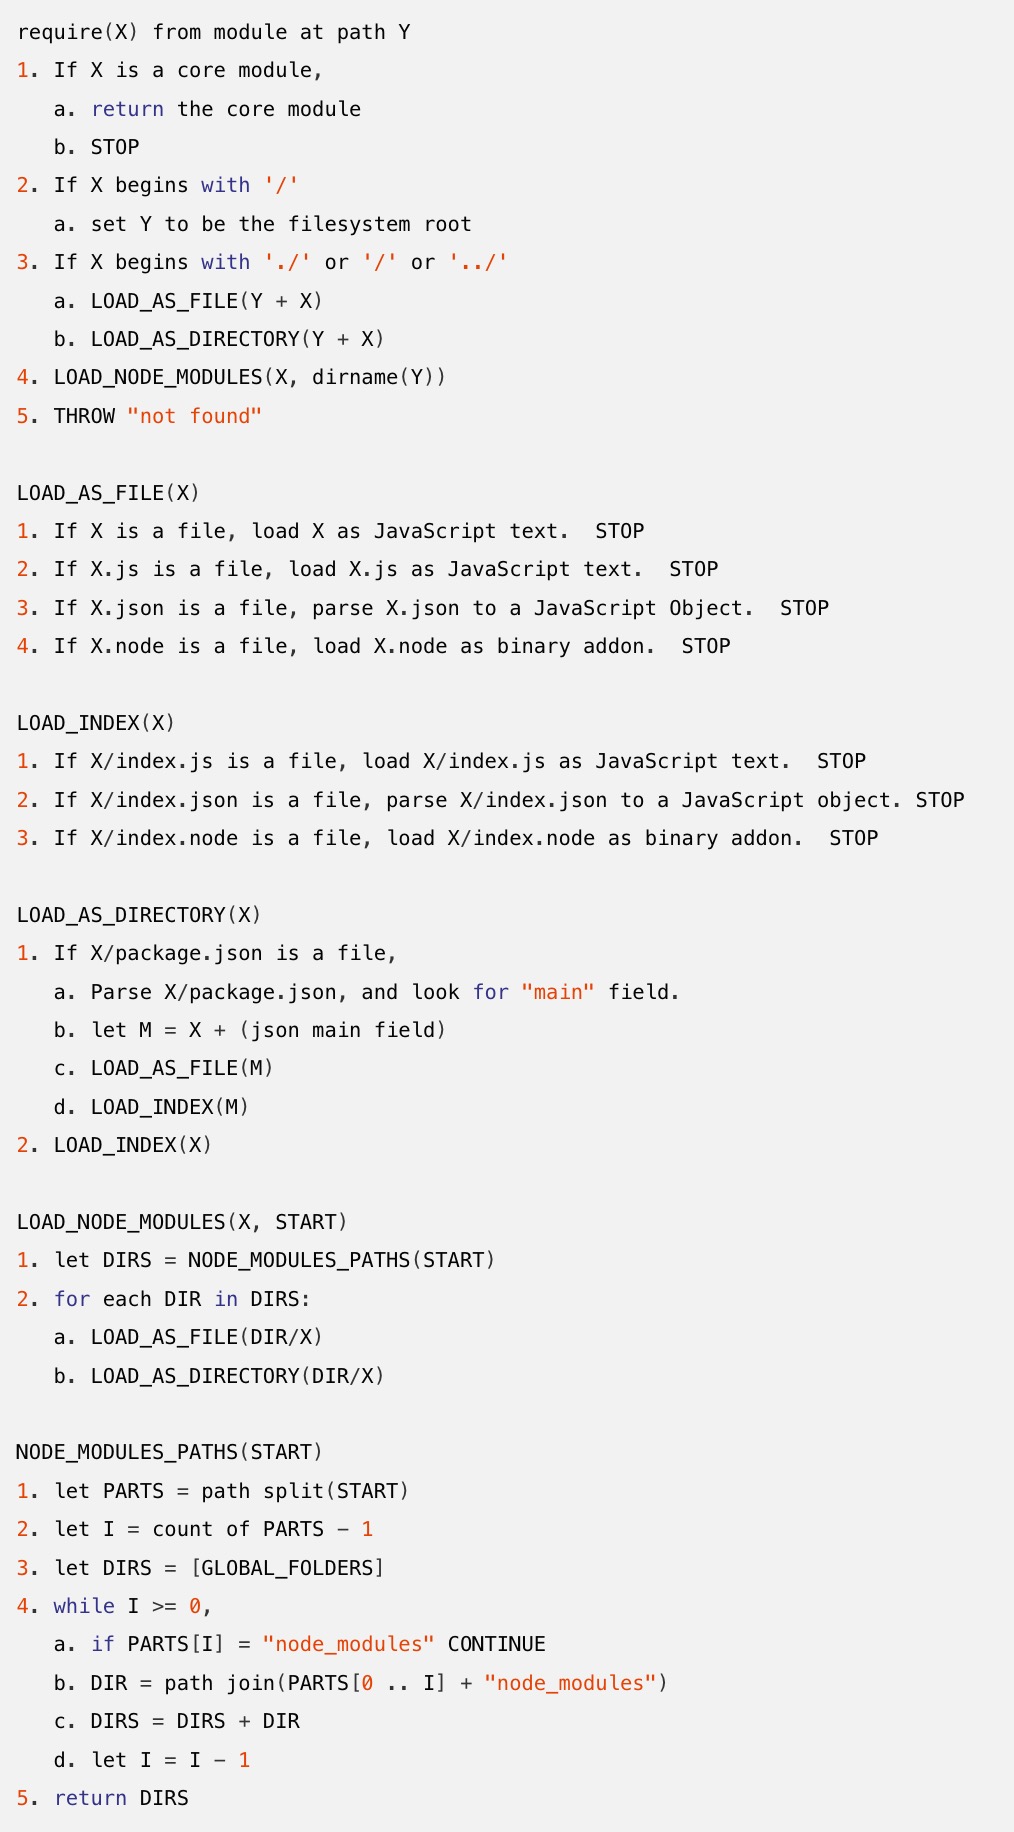 require(X) from module at path Y
1. If X is a core module,
   a. return the core module
   b. STOP
2. If X begins with '/'
   a. set Y to be the filesystem root
3. If X begins with './' or '/' or '../'
   a. LOAD_AS_FILE(Y + X)
   b. LOAD_AS_DIRECTORY(Y + X)
4. LOAD_NODE_MODULES(X, dirname(Y))
5. THROW "not found"

LOAD_AS_FILE(X)
1. If X is a file, load X as JavaScript text.  STOP
2. If X.js is a file, load X.js as JavaScript text.  STOP
3. If X.json is a file, parse X.json to a JavaScript Object.  STOP
4. If X.node is a file, load X.node as binary addon.  STOP

LOAD_INDEX(X)
1. If X/index.js is a file, load X/index.js as JavaScript text.  STOP
2. If X/index.json is a file, parse X/index.json to a JavaScript object. STOP
3. If X/index.node is a file, load X/index.node as binary addon.  STOP

LOAD_AS_DIRECTORY(X)
1. If X/package.json is a file,
   a. Parse X/package.json, and look for "main" field.
   b. let M = X + (json main field)
   c. LOAD_AS_FILE(M)
   d. LOAD_INDEX(M)
2. LOAD_INDEX(X)

LOAD_NODE_MODULES(X, START)
1. let DIRS = NODE_MODULES_PATHS(START)
2. for each DIR in DIRS:
   a. LOAD_AS_FILE(DIR/X)
   b. LOAD_AS_DIRECTORY(DIR/X)

NODE_MODULES_PATHS(START)
1. let PARTS = path split(START)
2. let I = count of PARTS - 1
3. let DIRS = [GLOBAL_FOLDERS]
4. while I >= 0,
   a. if PARTS[I] = "node_modules" CONTINUE
   b. DIR = path join(PARTS[0 .. I] + "node_modules")
   c. DIRS = DIRS + DIR
   d. let I = I - 1
5. return DIRS